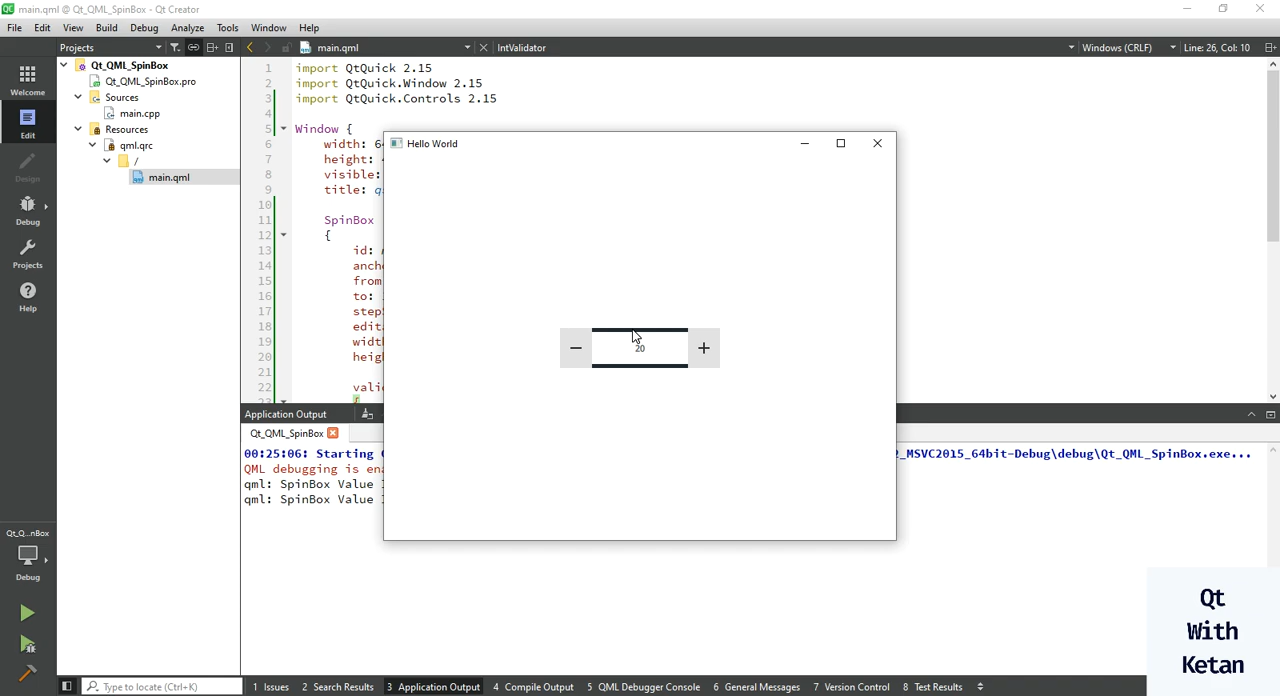 main.qml @ Qt_QML_SpinBox - Qt Creator
File Edit View Build Debug Analyze Tools Window Help
Projects
main.qml
IntValidator
Windows (CRLF)
Line: 26, Col: 10
Welcome
Edit
Design
Debug
Projects
Help
Qt_Q...nBox
Debug
Qt_QML_SpinBox
Qt_QML_SpinBox.pro
Sources
main.cpp
Resources
qml.qrc
/
main.qml
1 import QtQuick 2.15
2 import QtQuick.Window 2.15
3 import QtQuick.Controls 2.15
4
5 Window {
6 width: 6
7 height:
8 visible:
9 title:
10
11 SpinBox
12 {
13 id:
14 anch
15 from
16 to:
17 step
18 edit
19 widt
20 heig
21
22 vali
23 {
Hello World
− 20 +
Application Output
Qt_QML_SpinBox
00:25:06: Starting
_MSVC2015_64bit-Debug\debug\Qt_QML_SpinBox.exe...
QML debugging is ena
qml: SpinBox Value
qml: SpinBox Value
Qt
With
Ketan
Type to locate (Ctrl+K)
1 Issues 2 Search Results 3 Application Output 4 Compile Output 5 QML Debugger Console 6 General Messages 7 Version Control 8 Test Results